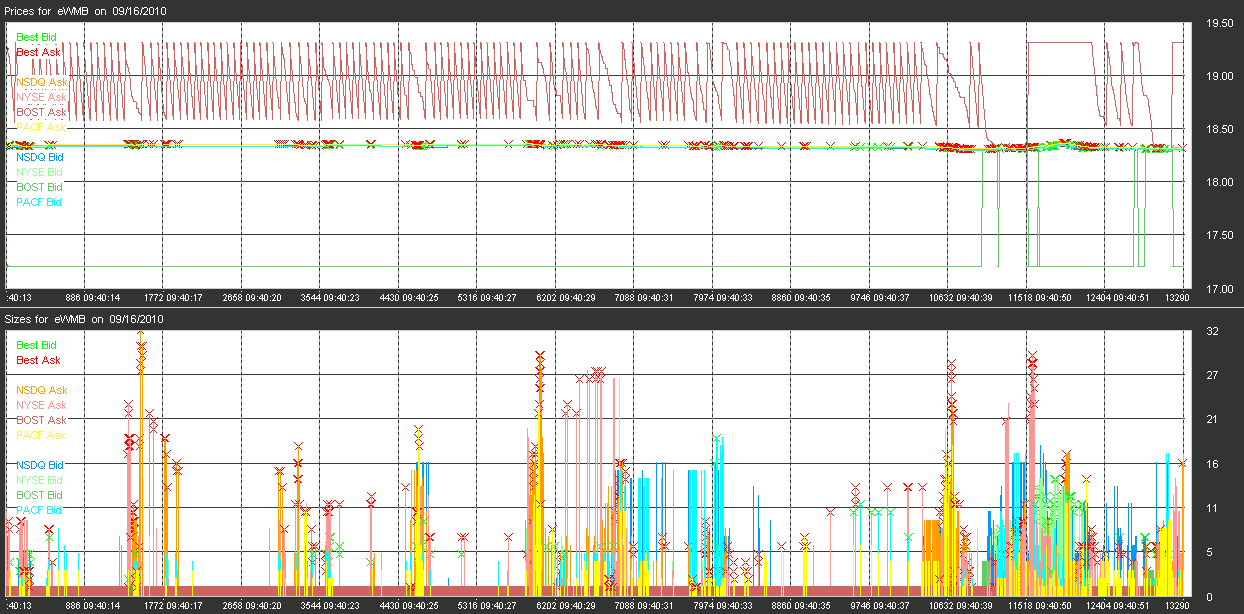 Prices for eWMB on 09/16/2010
19.50
Best Bid
Best Ask
19.00
NSDQ Ask
NYSE Ask
BOST Ask
PACF Ask
18.50
NSDQ Bid
NYSE Bid
18.00
BOST Bid
PACF Bid
17.50
17.00
:40:13 886 09:40:14 1772 09:40:17 2658 09:40:20 3544 09:40:23 4430 09:40:25 5316 09:40:27 6202 09:40:29 7088 09:40:31 7974 09:40:33 8860 09:40:35 9746 09:40:37 10632 09:40:39 11518 09:40:50 12404 09:40:51 13290
Sizes for eWMB on 09/16/2010
32
Best Bid
Best Ask
27
NSDQ Ask
NYSE Ask
BOST Ask
21
PACF Ask
NSDQ Bid
16
NYSE Bid
BOST Bid
PACF Bid
11
5
0
:40:13 886 09:40:14 1772 09:40:17 2658 09:40:20 3544 09:40:23 4430 09:40:25 5316 09:40:27 6202 09:40:29 7088 09:40:31 7974 09:40:33 8860 09:40:35 9746 09:40:37 10632 09:40:39 11518 09:40:50 12404 09:40:51 13290